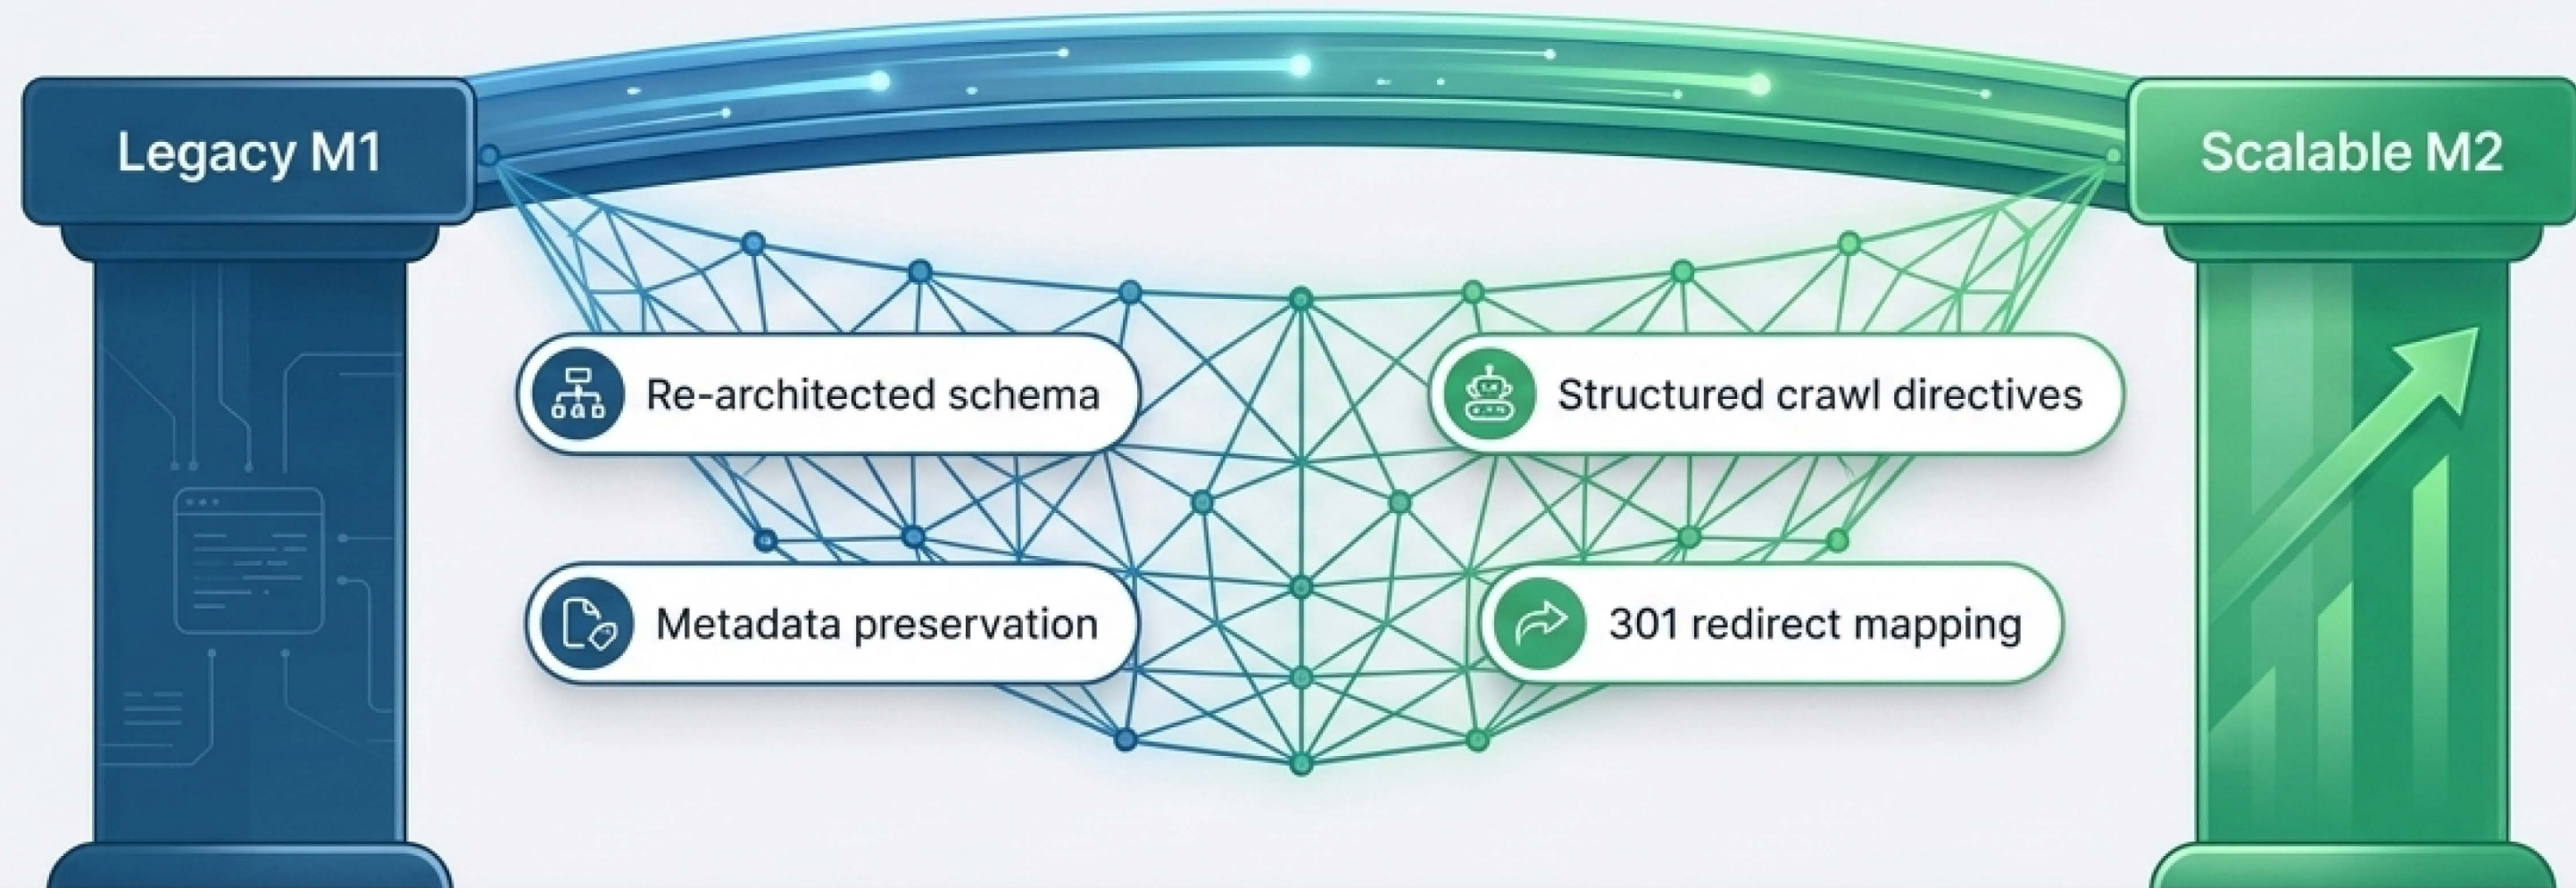 Legacy M1
Scalable M2
Re-architected schema
Structured crawl directives
Metadata preservation
301 redirect mapping